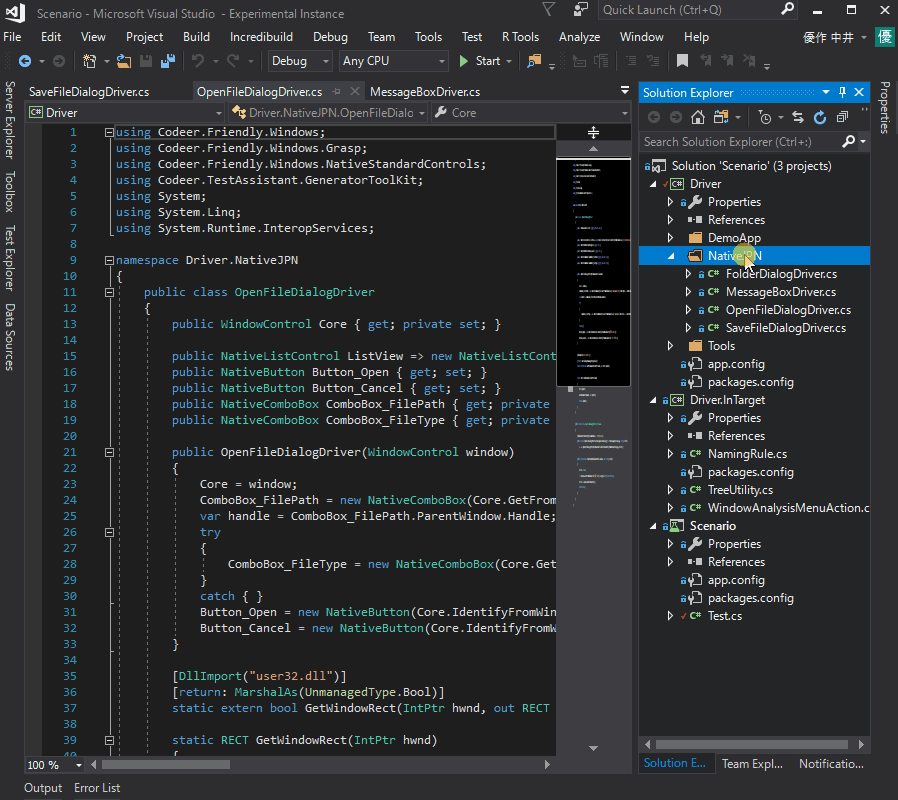 Scenario - Microsoft Visual Studio - Experimental Instance
Quick Launch (Ctrl+Q)
File Edit View Project Build Incredibuild Debug Team Tools Test R Tools Analyze Window Help 優作 中井 優
Debug Any CPU Start
Server Explorer
Toolbox
Test Explorer
Data Sources
SaveFileDialogDriver.cs OpenFileDialogDriver.cs MessageBoxDriver.cs
Driver Driver.NativeJPN.OpenFileDialo Core
1 using Codeer.Friendly.Windows;
2 using Codeer.Friendly.Windows.Grasp;
3 using Codeer.Friendly.Windows.NativeStandardControls;
4 using Codeer.TestAssistant.GeneratorToolKit;
5 using System;
6 using System.Linq;
7 using System.Runtime.InteropServices;
8
9 namespace Driver.NativeJPN
10 {
11 public class OpenFileDialogDriver
12 {
13 public WindowControl Core { get; private set; }
14
15 public NativeListControl ListView => new NativeListCont
16 public NativeButton Button_Open { get; set; }
17 public NativeButton Button_Cancel { get; set; }
18 public NativeComboBox ComboBox_FilePath { get; private
19 public NativeComboBox ComboBox_FileType { get; private
20
21 public OpenFileDialogDriver(WindowControl window)
22 {
23 Core = window;
24 ComboBox_FilePath = new NativeComboBox(Core.GetFrom
25 var handle = ComboBox_FilePath.ParentWindow.Handle;
26 try
27 {
28 ComboBox_FileType = new NativeComboBox(Core.Get
29 }
30 catch { }
31 Button_Open = new NativeButton(Core.IdentifyFromWin
32 Button_Cancel = new NativeButton(Core.IdentifyFromW
33 }
34
35 [DllImport("user32.dll")]
36 [return: MarshalAs(UnmanagedType.Bool)]
37 static extern bool GetWindowRect(IntPtr hwnd, out RECT
38
39 static RECT GetWindowRect(IntPtr hwnd)
40 {
100 %
Solution Explorer
Search Solution Explorer (Ctrl+:)
Solution 'Scenario' (3 projects)
Driver
Properties
References
DemoApp
NativeJPN
FolderDialogDriver.cs
MessageBoxDriver.cs
OpenFileDialogDriver.cs
SaveFileDialogDriver.cs
Tools
app.config
packages.config
Driver.InTarget
Properties
References
NamingRule.cs
packages.config
TreeUtility.cs
WindowAnalysisMenuAction.c
Scenario
Properties
References
app.config
packages.config
Test.cs
Solution E... Team Expl... Notificatio...
Properties
Output Error List